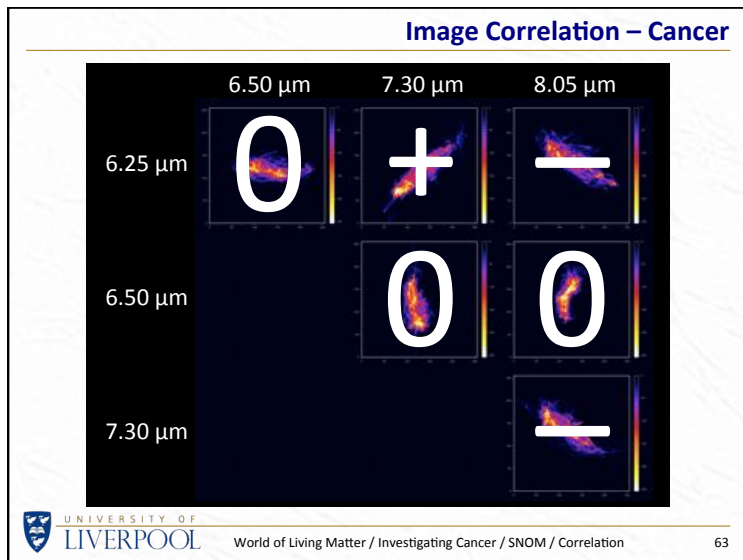 Image Correlation – Cancer
6.50 µm 7.30 µm 8.05 µm
6.25 µm 0 + —
6.50 µm 0 0
7.30 µm —
UNIVERSITY OF
LIVERPOOL
World of Living Matter / Investigating Cancer / SNOM / Correlation 63